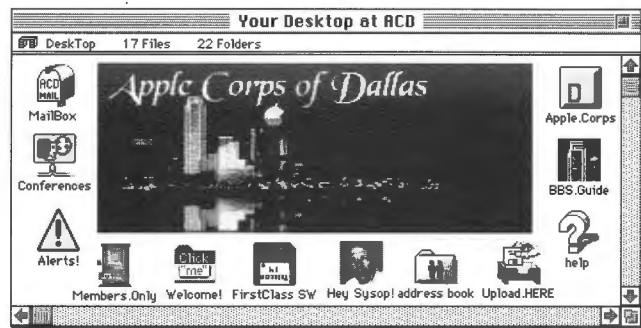 Your Desktop at ACD
DeskTop 17 Files 22 Folders
ACD
MAIL
Apple Corps of Dallas
D
MailBox
Apple.Corps
Conferences
BBS.Guide
Alerts!
Click
"me"
help
Members.Only Welcome! FirstClass SW Hey Sysop! address book Upload.HERE